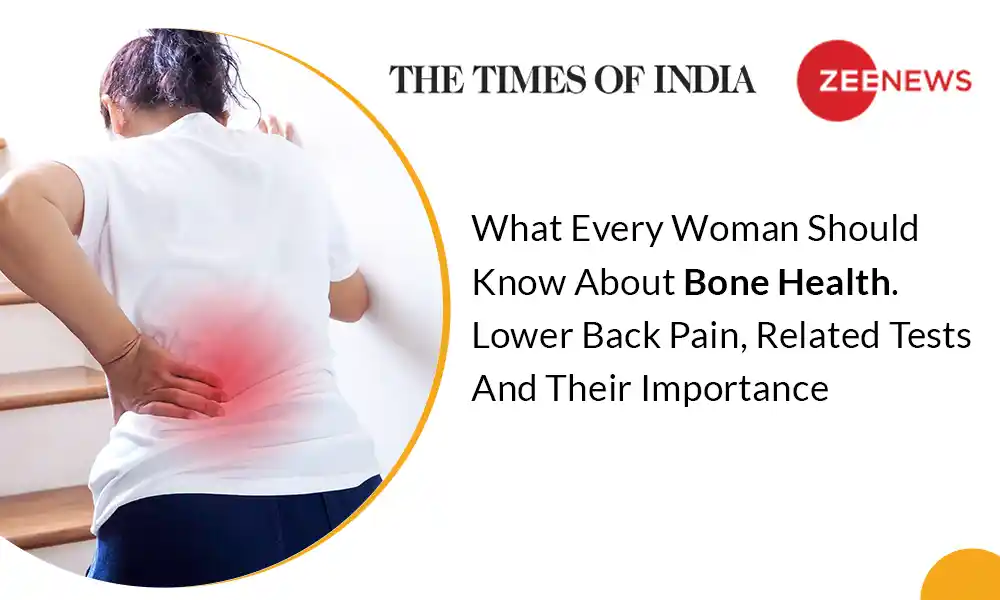 THE TIMES OF INDIA
ZEENEWS
What Every Woman Should
Know About Bone Health.
Lower Back Pain, Related Tests
And Their Importance